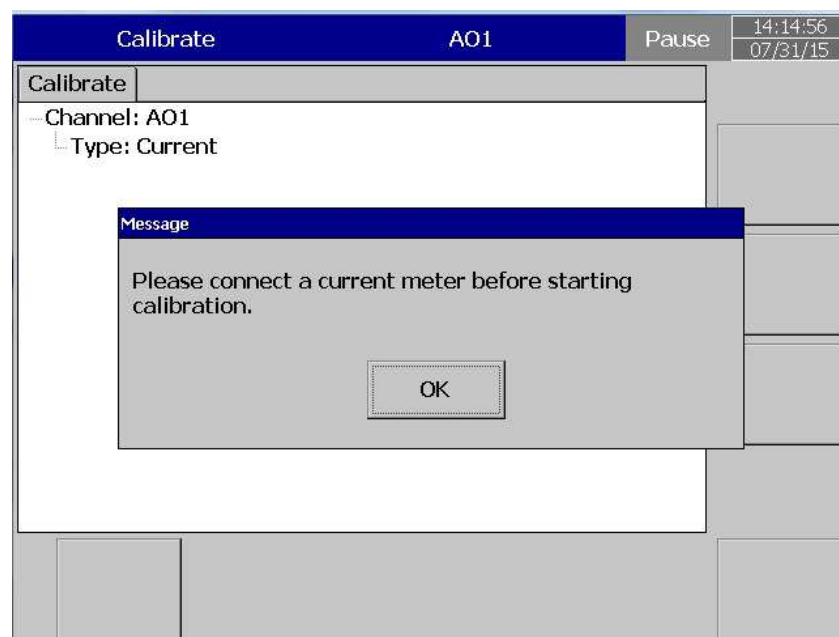 Calibrate AO1 Pause 14:14:56
07/31/15
Calibrate
Channel: AO1
Type: Current
Message
Please connect a current meter before starting
calibration.
OK